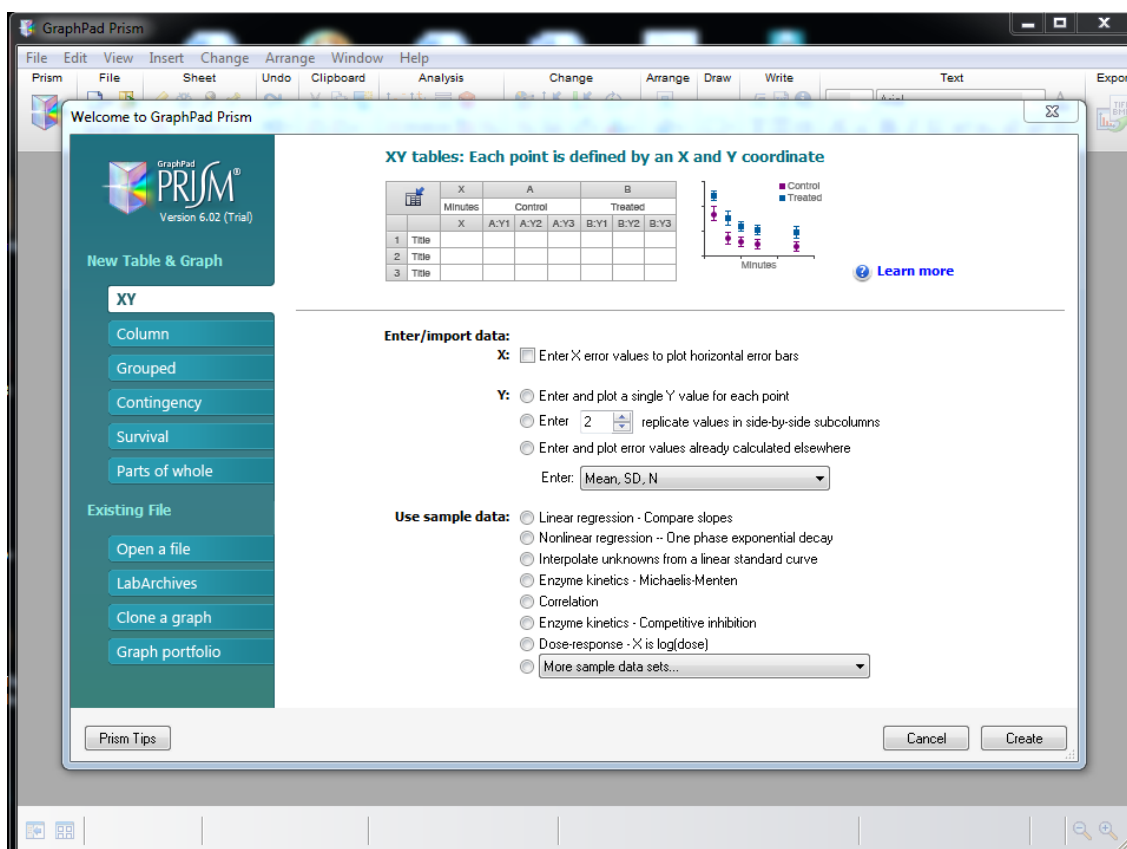 GraphPad Prism
File Edit View Insert Change Arrange Window Help
Prism File Sheet Undo Clipboard Analysis Change Arrange Draw Write Text Expor
Arial
Welcome to GraphPad Prism
GraphPad
PRISM®
Version 6.02 (Trial)
New Table & Graph
XY
Column
Grouped
Contingency
Survival
Parts of whole
Existing File
Open a file
LabArchives
Clone a graph
Graph portfolio
XY tables: Each point is defined by an X and Y coordinate
X A B
Minutes Control Treated
X A:Y1 A:Y2 A:Y3 B:Y1 B:Y2 B:Y3
1 Title
2 Title
3 Title
Control
Treated
Minutes
? Learn more
Enter/import data:
X: Enter X error values to plot horizontal error bars
Y: Enter and plot a single Y value for each point
Enter 2 replicate values in side-by-side subcolumns
Enter and plot error values already calculated elsewhere
Enter: Mean, SD, N
Use sample data: Linear regression - Compare slopes
Nonlinear regression -- One phase exponential decay
Interpolate unknowns from a linear standard curve
Enzyme kinetics - Michaelis-Menten
Correlation
Enzyme kinetics - Competitive inhibition
Dose-response - X is log(dose)
More sample data sets...
Prism Tips Cancel Create